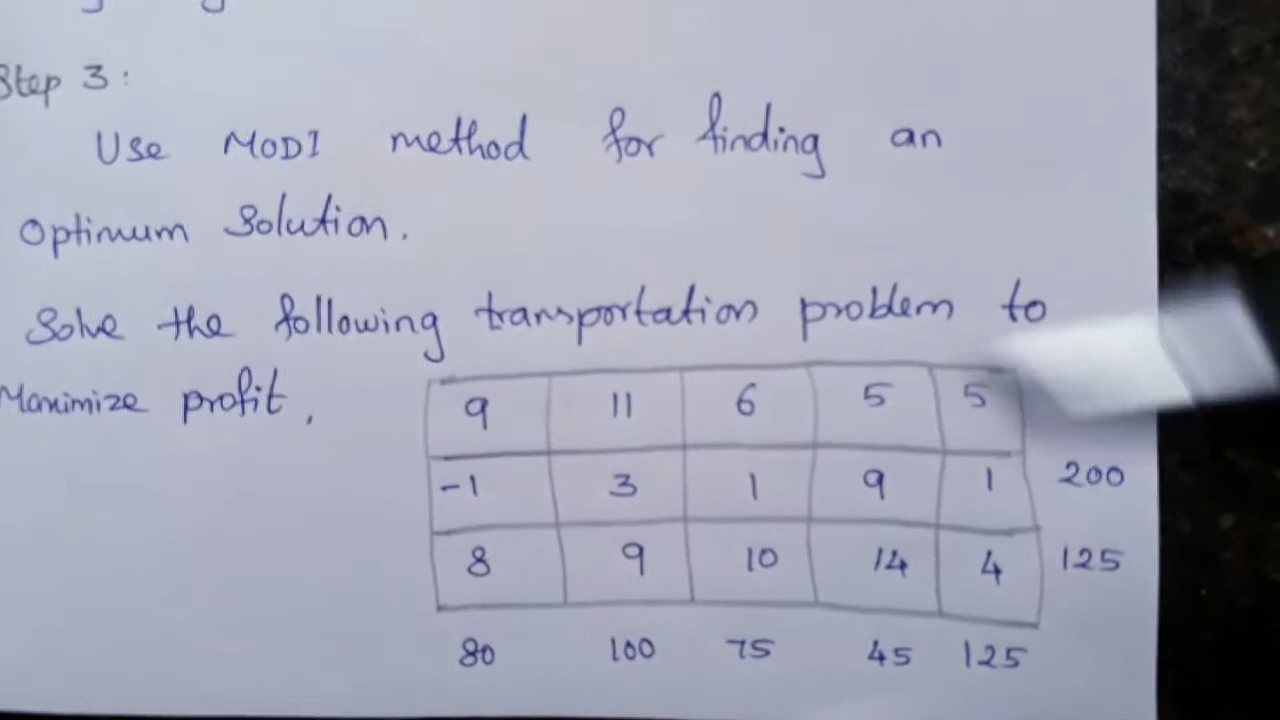 Step 3:
Use MODI method for finding an
Optimum Solution.
Solve the following transportation problem to
Maximize profit.
9 11 6 5 5
-1 3 1 9 1 200
8 9 10 14 4 125
80 100 75 45 125